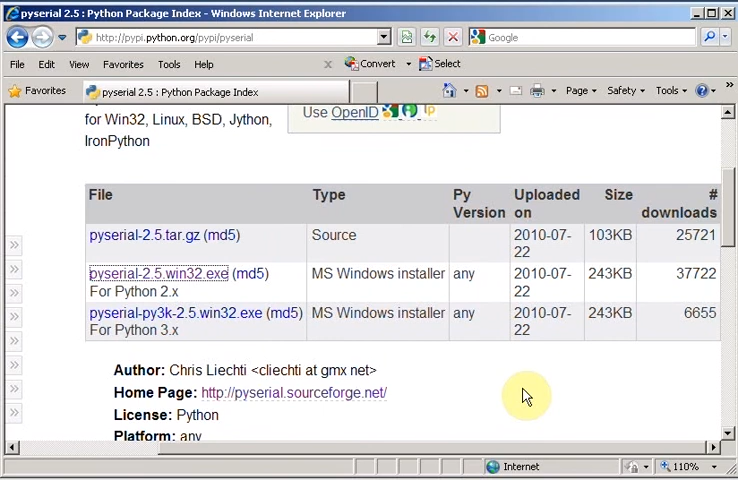 pyserial 2.5 : Python Package Index - Windows Internet Explorer
http://pypi.python.org/pypi/pyserial
Google
File Edit View Favorites Tools Help
x Convert Select
Favorites pyserial 2.5 : Python Package Index
Page Safety Tools
Use OpenID
for Win32, Linux, BSD, Jython,
IronPython
File Type Py Version Uploaded on Size # downloads
pyserial-2.5.tar.gz (md5) Source 2010-07-22 103KB 25721
pyserial-2.5.win32.exe (md5) MS Windows installer any 2010-07-22 243KB 37722
For Python 2.x
pyserial-py3k-2.5.win32.exe (md5) MS Windows installer any 2010-07-22 243KB 6655
For Python 3.x
Author: Chris Liechti <cliechti at gmx net>
Home Page: http://pyserial.sourceforge.net/
License: Python
Platform: any
Internet 110%